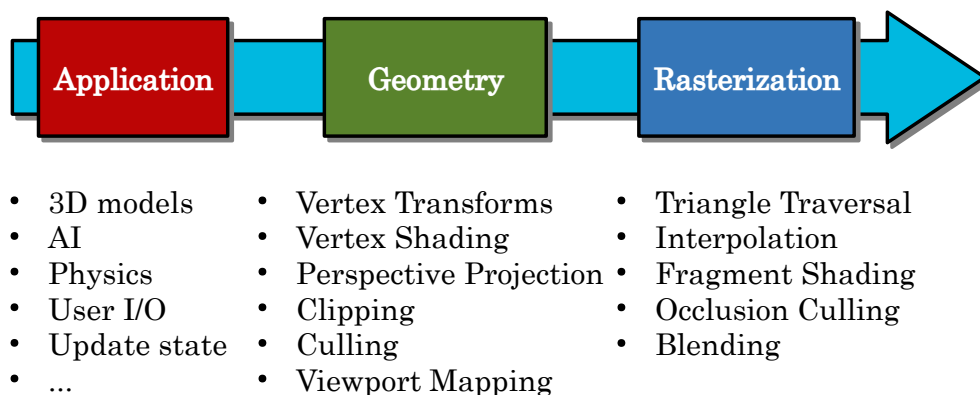 Application
Geometry
Rasterization
• 3D models
• AI
• Physics
• User I/O
• Update state
• ...
• Vertex Transforms
• Vertex Shading
• Perspective Projection
• Clipping
• Culling
• Viewport Mapping
• Triangle Traversal
• Interpolation
• Fragment Shading
• Occlusion Culling
• Blending